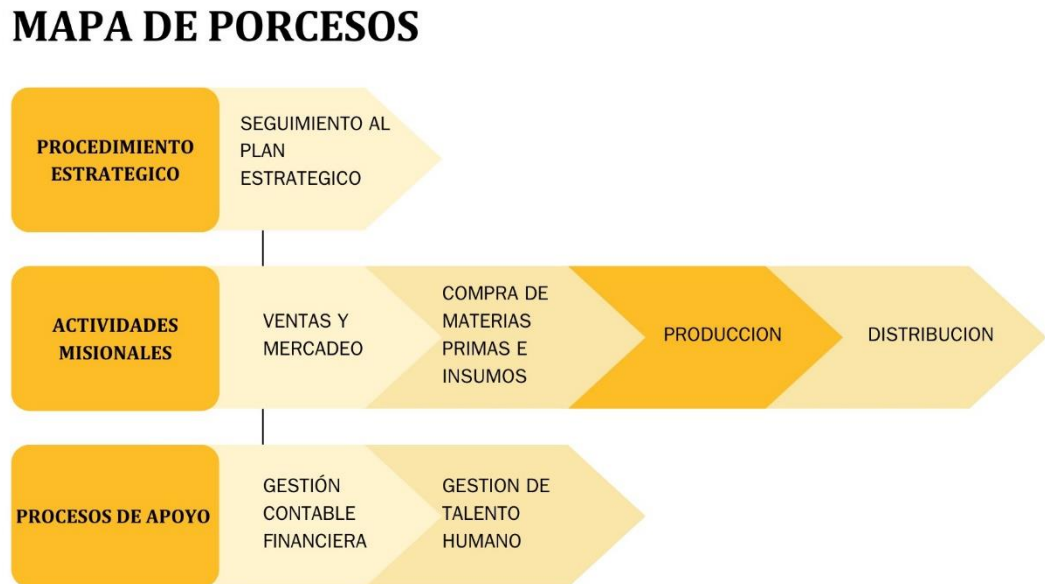 MAPA DE PORCESOS
PROCEDIMIENTO
ESTRATEGICO
SEGUIMIENTO AL
PLAN
ESTRATEGICO
ACTIVIDADES
MISIONALES
VENTAS Y
MERCADEO
COMPRA DE
MATERIAS
PRIMAS E
INSUMOS
PRODUCCION
DISTRIBUCION
PROCESOS DE APOYO
GESTIÓN
CONTABLE
FINANCIERA
GESTION DE
TALENTO
HUMANO